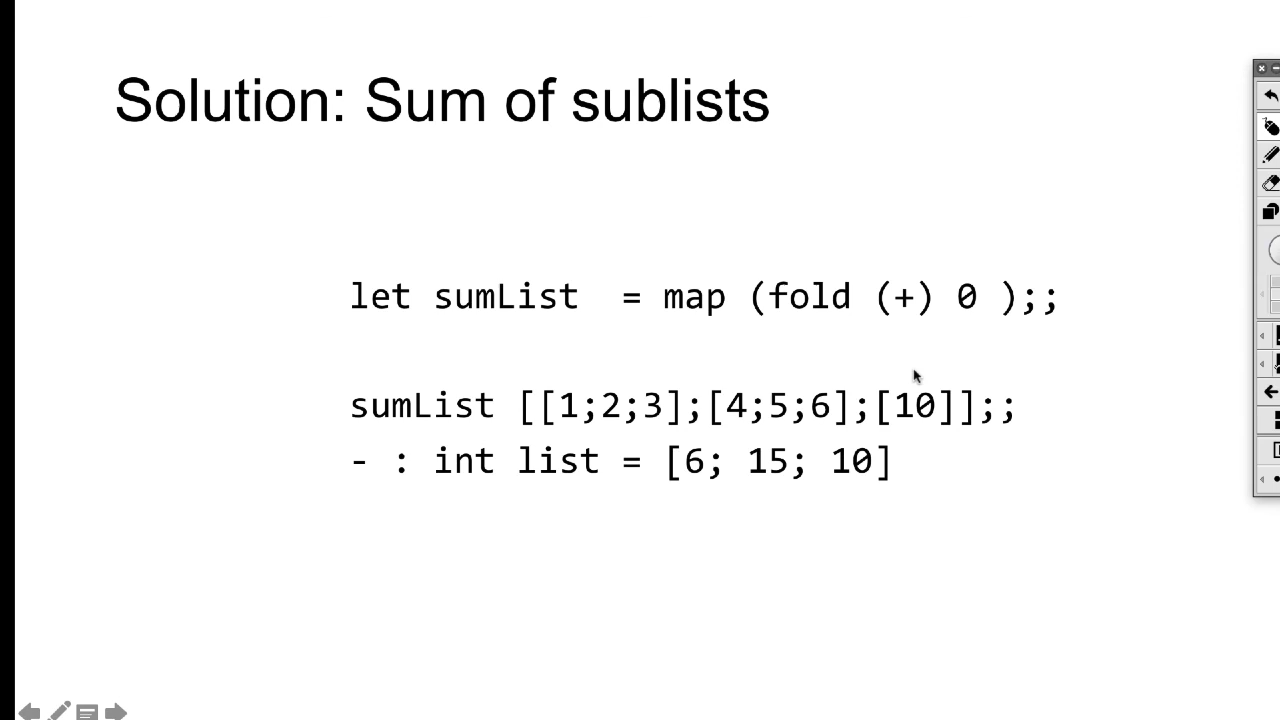 Solution: Sum of sublists
let sumList  = map (fold (+) 0 );;
sumList [[1;2;3];[4;5;6];[10]];;
- : int list = [6; 15; 10]